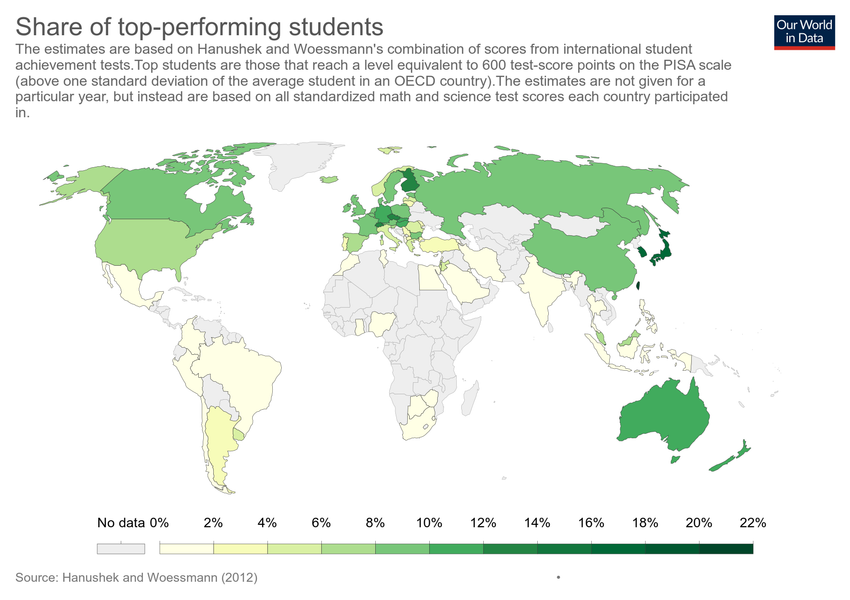 Share of top-performing students
Our World
in Data
The estimates are based on Hanushek and Woessmann's combination of scores from international student
achievement tests.Top students are those that reach a level equivalent to 600 test-score points on the PISA scale
(above one standard deviation of the average student in an OECD country).The estimates are not given for a
particular year, but instead are based on all standardized math and science test scores each country participated
in.
No data 0% 2% 4% 6% 8% 10% 12% 14% 16% 18% 20% 22%
Source: Hanushek and Woessmann (2012)